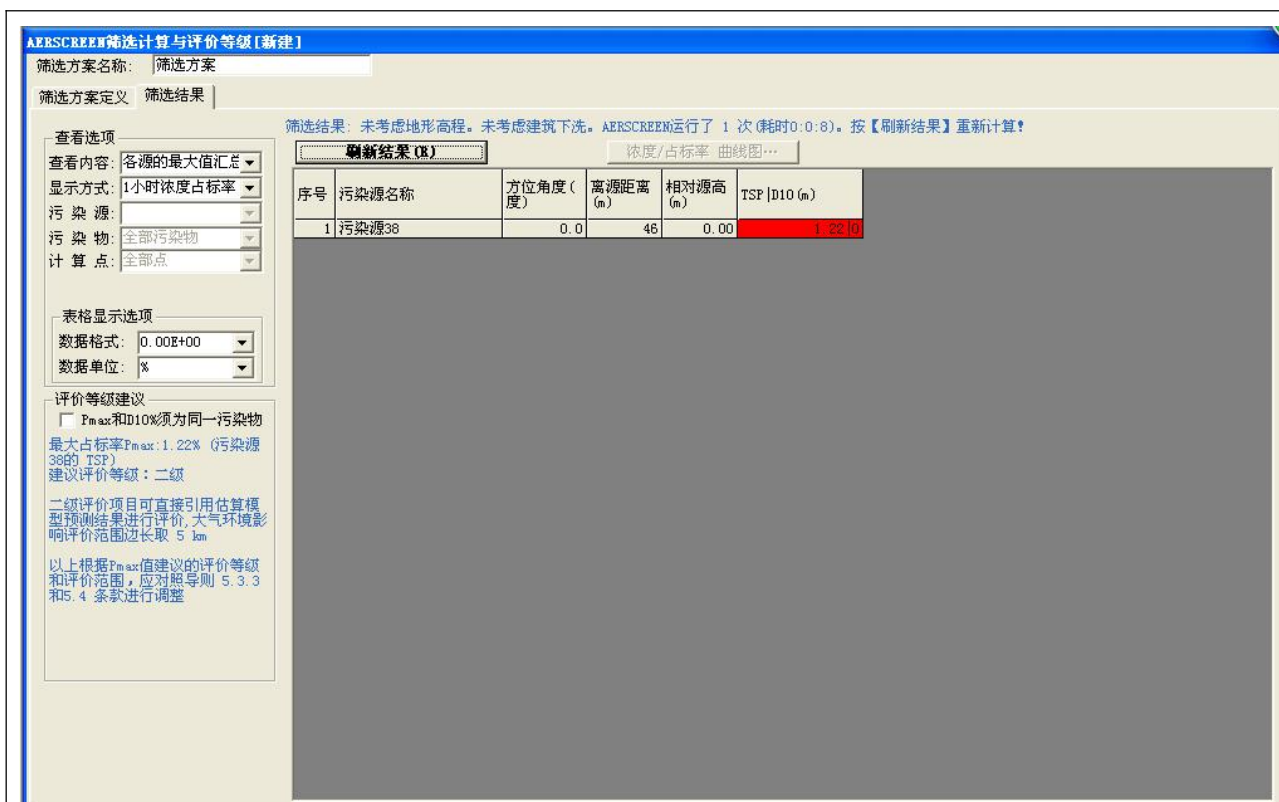 AERSCREEN筛选计算与评价等级[新建]
筛选方案名称: 筛选方案
筛选方案定义 筛选结果
筛选结果: 未考虑地形高程。未考虑建筑下洗。AERSCREEN运行了 1 次(耗时0:0:8)。按【刷新结果】重新计算!
刷新结果(R) 浓度/占标率 曲线图…
查看选项
查看内容: 各源的最大值汇总
显示方式: 1小时浓度占标率
污 染 源:
污 染 物: 全部污染物
计 算 点: 全部点
序号 污染源名称 方位角度(度) 离源距离(m) 相对源高(m) TSP|D10(m)
1 污染源38 0.0 46 0.00 1.22|0
表格显示选项
数据格式: 0.00E+00
数据单位: %
评价等级建议
Pmax和D10%须为同一污染物
最大占标率Pmax:1.22% (污染源
38的 TSP)
建议评价等级：二级
二级评价项目可直接引用估算模
型预测结果进行评价,大气环境影
响评价范围边长取 5 km
以上根据Pmax值建议的评价等级
和评价范围，应对照导则 5.3.3
和5.4 条款进行调整